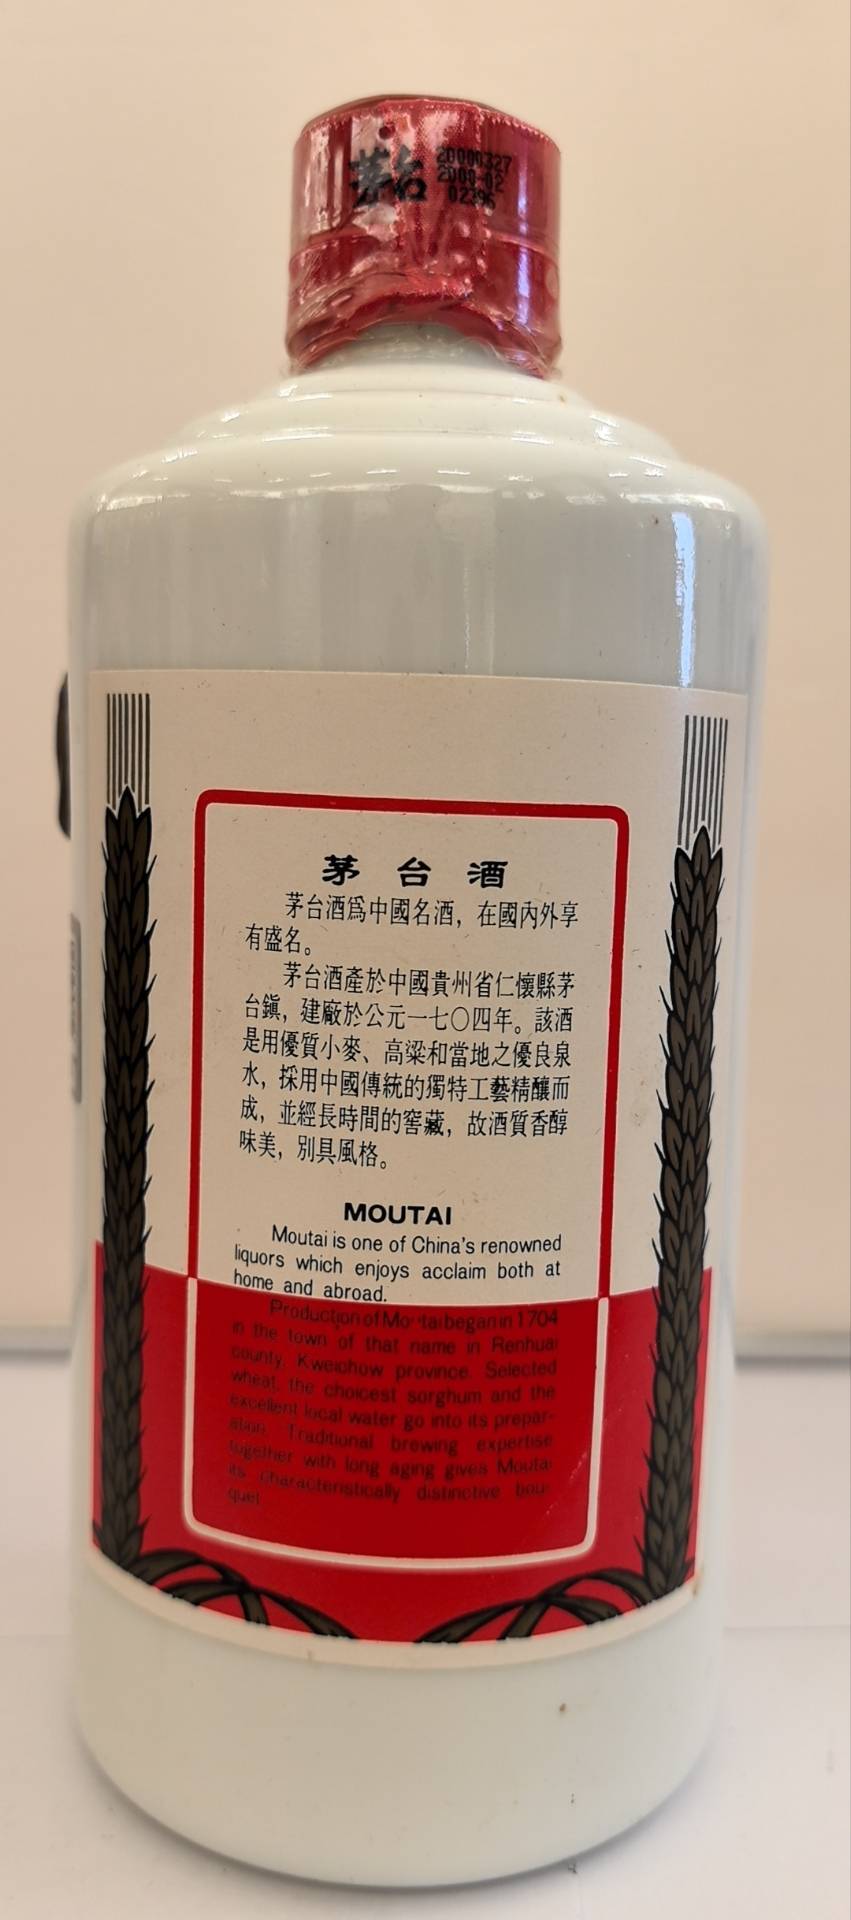 茅台
20000327
2000-02
02396
茅台酒
茅台酒爲中國名酒，在國內外享
有盛名。
茅台酒產於中國貴州省仁懷縣茅
台鎮，建廠於公元一七〇四年。該酒
是用優質小麥、高粱和當地之優良泉
水，採用中國傳統的獨特工藝精釀而
成，並經長時間的窖藏，故酒質香醇
味美，別具風格。
MOUTAI
Moutai is one of China's renowned
liquors which enjoys acclaim both at
home and abroad.
Production of Moutai began in 1704
in the town of that name in Renhuai
county, Kweichow province. Selected
wheat, the choicest sorghum and the
excellent local water go into its prepar-
ation. Traditional brewing expertise
together with long aging gives Moutai
its characteristically distinctive bou-
quet.